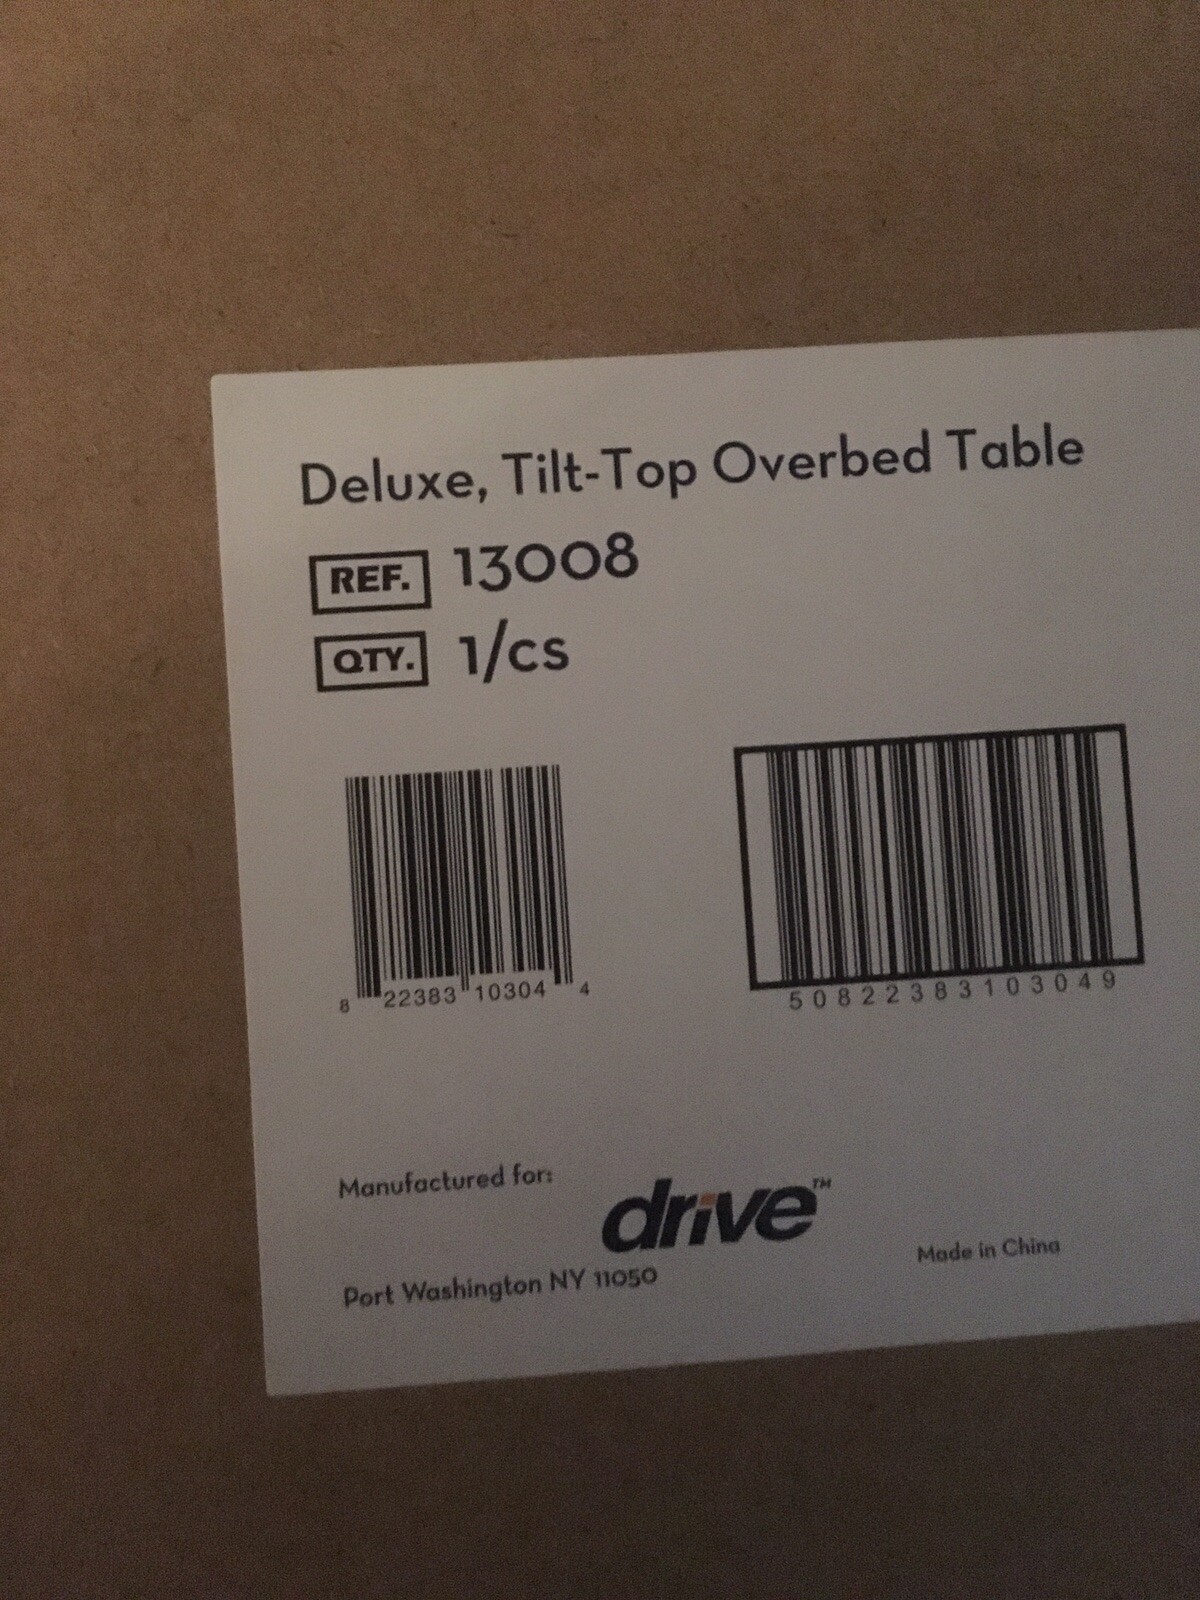 Deluxe, Tilt-Top Overbed Table
REF. 13008
QTY. 1/cs
8 22383 10304 4
50822383103049
Manufactured for:
drive™
Port Washington NY 11050
Made in China